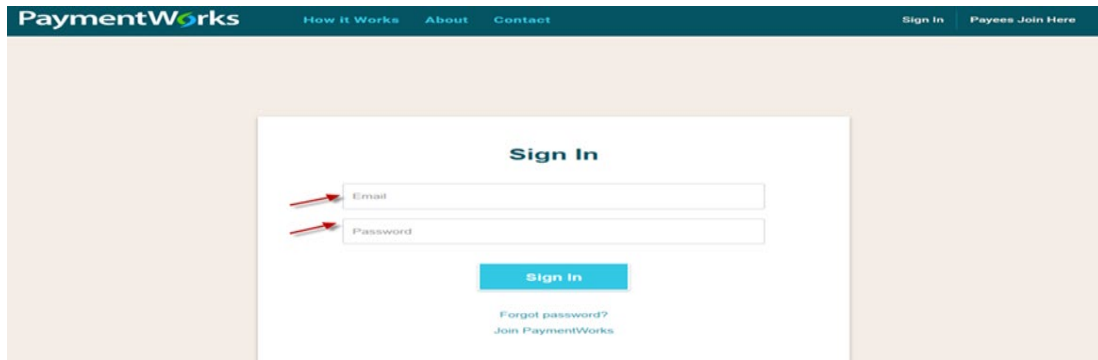 PaymentWorks How it Works About Contact Sign In Payees Join Here
Sign In
Email
Password
Sign In
Forgot password?
Join PaymentWorks